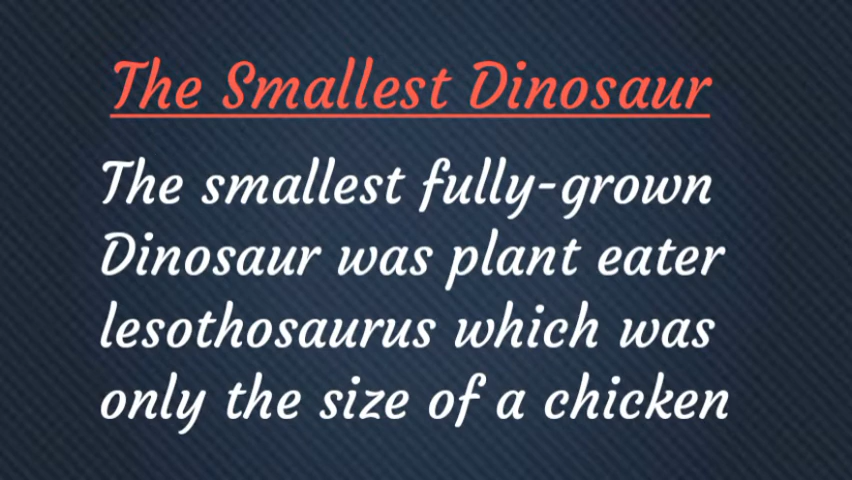 The Smallest Dinosaur
The smallest fully-grown
Dinosaur was plant eater
lesothosaurus which was
only the size of a chicken